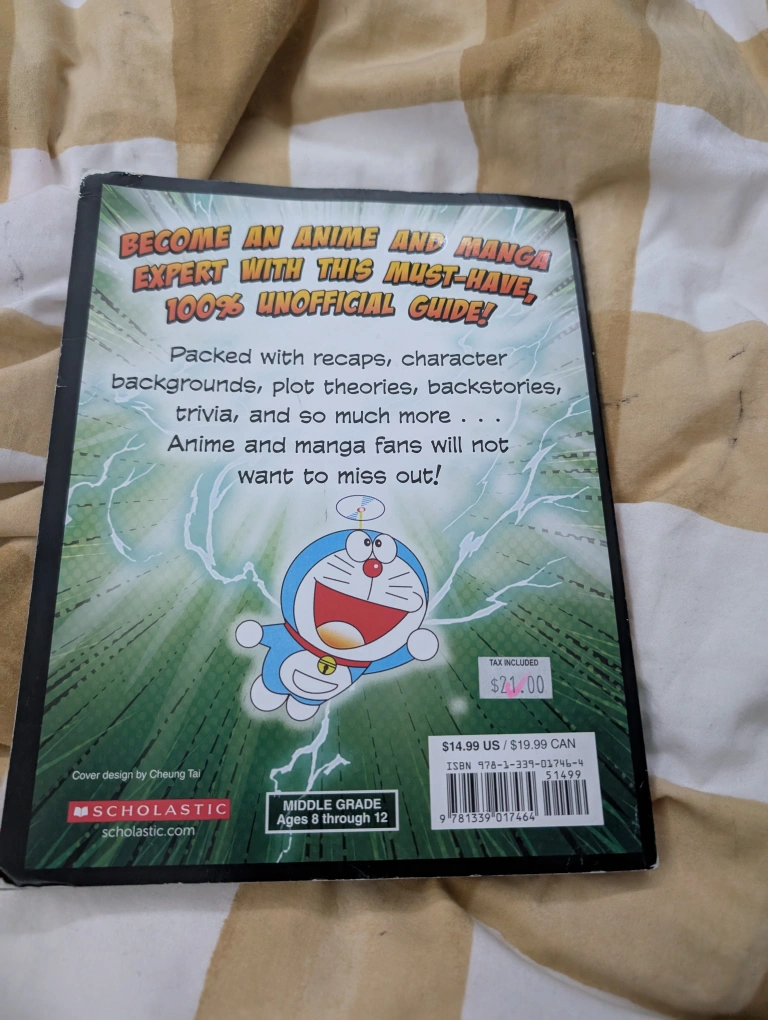 BECOME AN ANIME AND MANGA
EXPERT WITH THIS MUST-HAVE,
100% UNOFFICIAL GUIDE!
Packed with recaps, character
backgrounds, plot theories, backstories,
trivia, and so much more . . .
Anime and manga fans will not
want to miss out!
TAX INCLUDED
$21.00
$14.99 US / $19.99 CAN
ISBN 978-1-339-01746-4
51499
9 781339 017464
Cover design by Cheung Tai
SCHOLASTIC
scholastic.com
MIDDLE GRADE
Ages 8 through 12